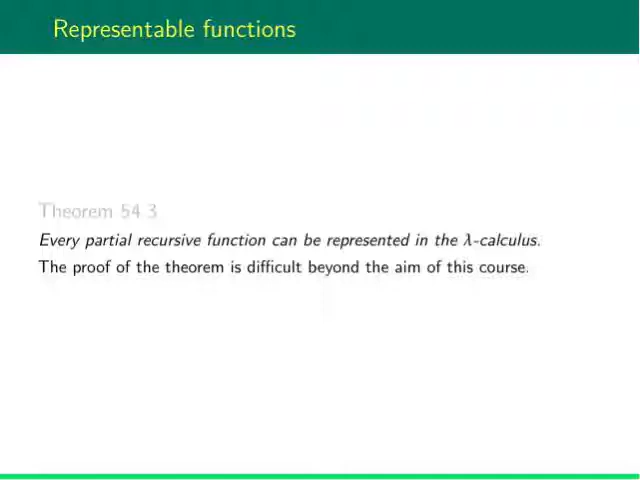 Representable functions
Theorem 54.3
Every partial recursive function can be represented in the λ-calculus.
The proof of the theorem is difficult beyond the aim of this course.